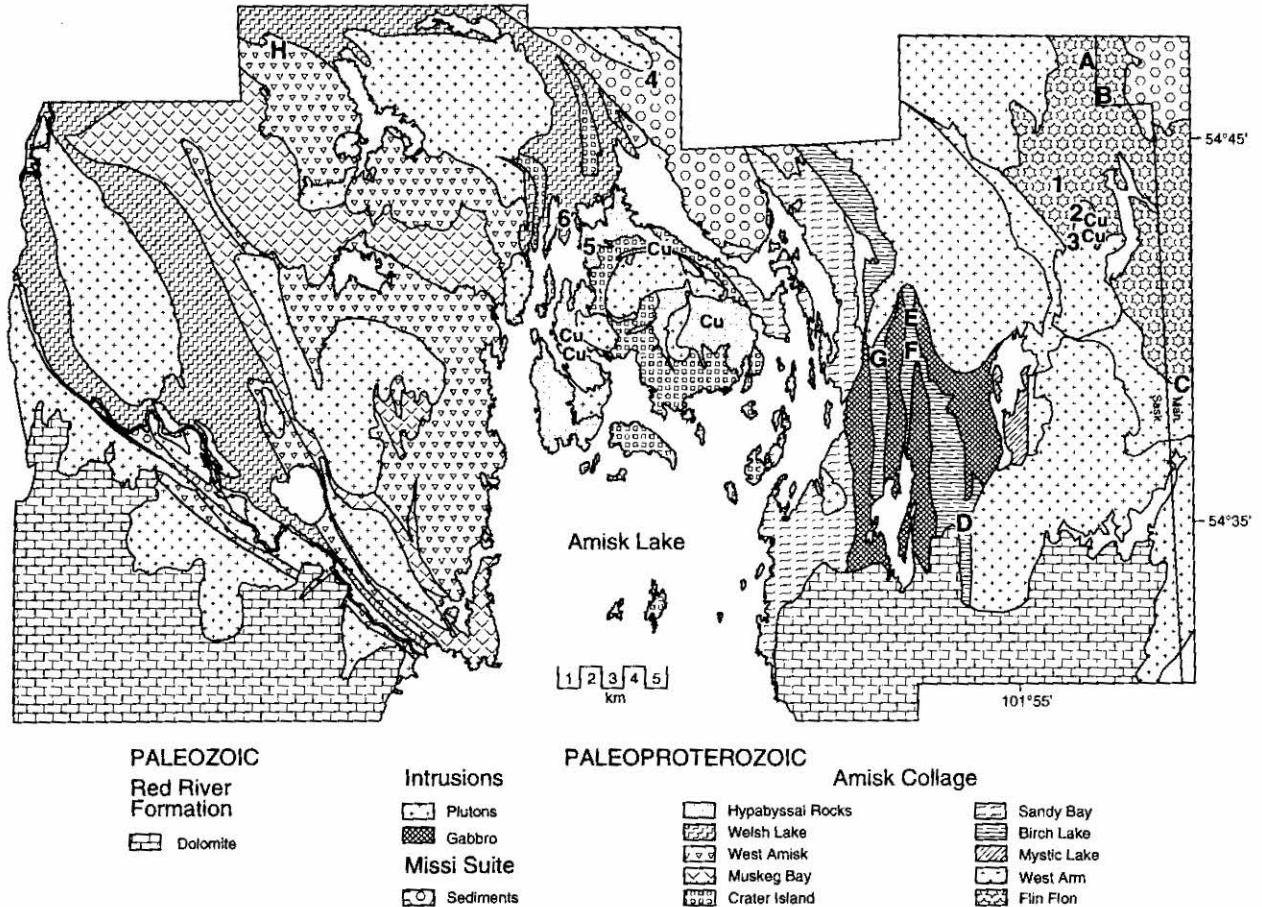 H
4
A
B
54°45'
1
2 Cu
3 Cu
6
5
Cu
Cu
Cu
Cu
E
F
G
C
Sask
Man
D
54°35'
Amisk Lake
1 2 3 4 5
km
101°55'
PALEOZOIC
Red River
Formation
Dolomite
Intrusions
Plutons
Gabbro
Missi Suite
Sediments
PALEOPROTEROZOIC
Amisk Collage
Hypabyssal Rocks
Welsh Lake
West Amisk
Muskeg Bay
Crater Island
Sandy Bay
Birch Lake
Mystic Lake
West Arm
Flin Flon